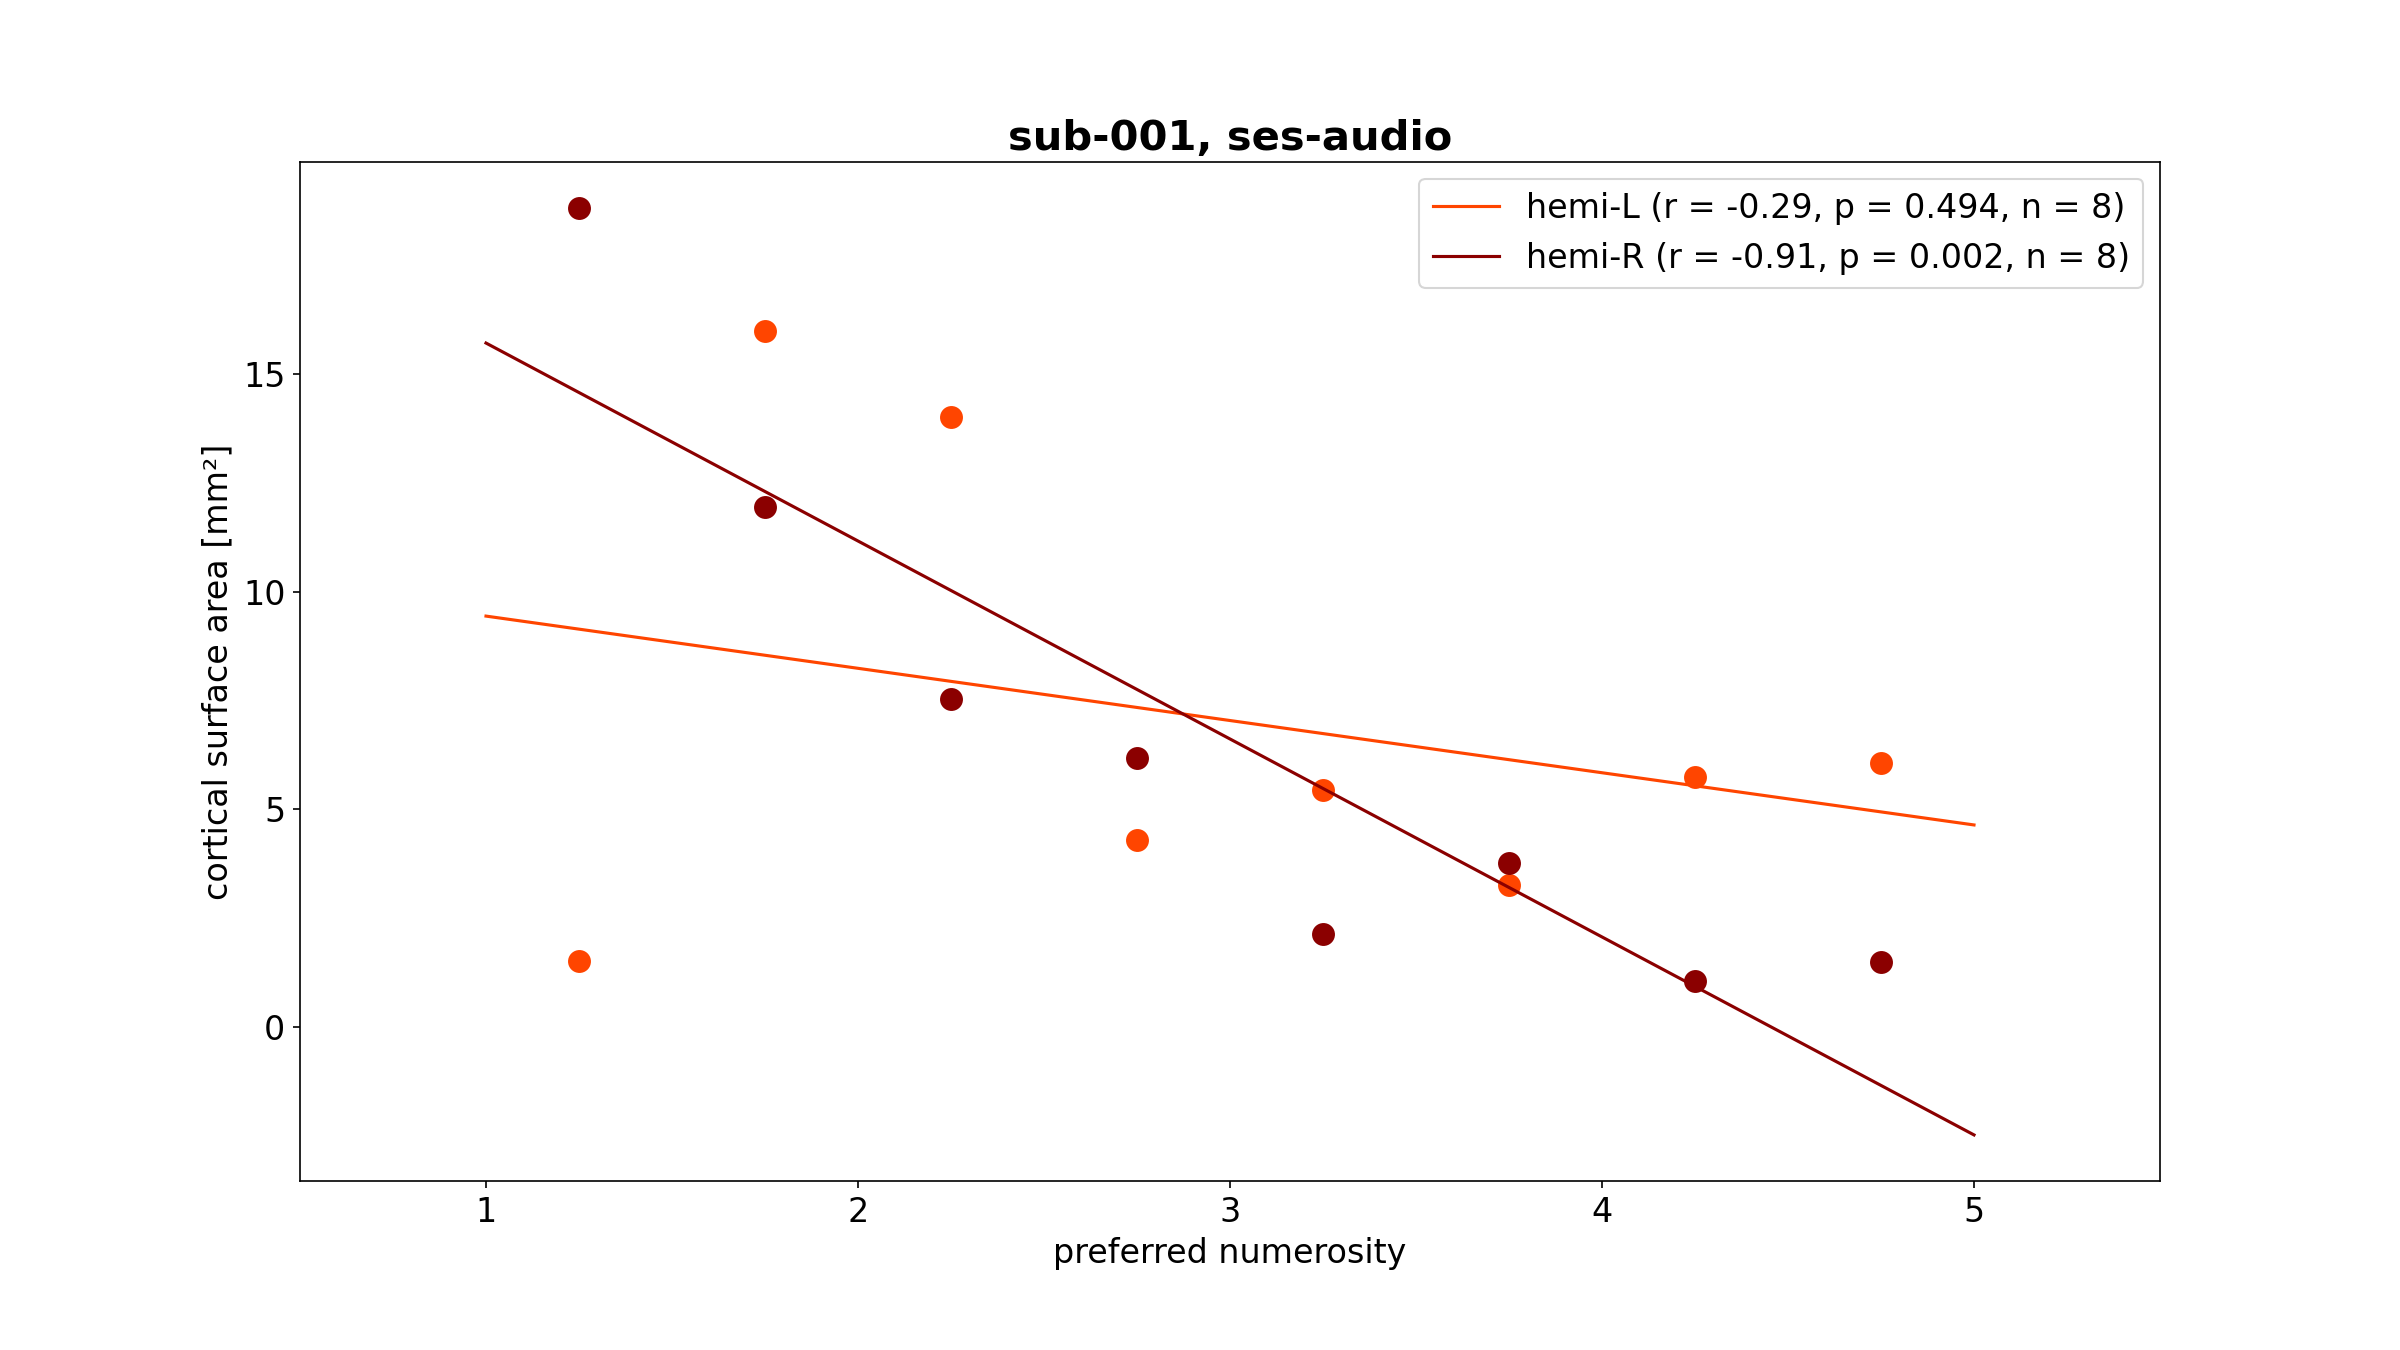 sub-001, ses-audio
hemi-L (r = -0.29, p = 0.494, n = 8)
hemi-R (r = -0.91, p = 0.002, n = 8)
15
10
5
0
cortical surface area [mm²]
1 2 3 4 5
preferred numerosity